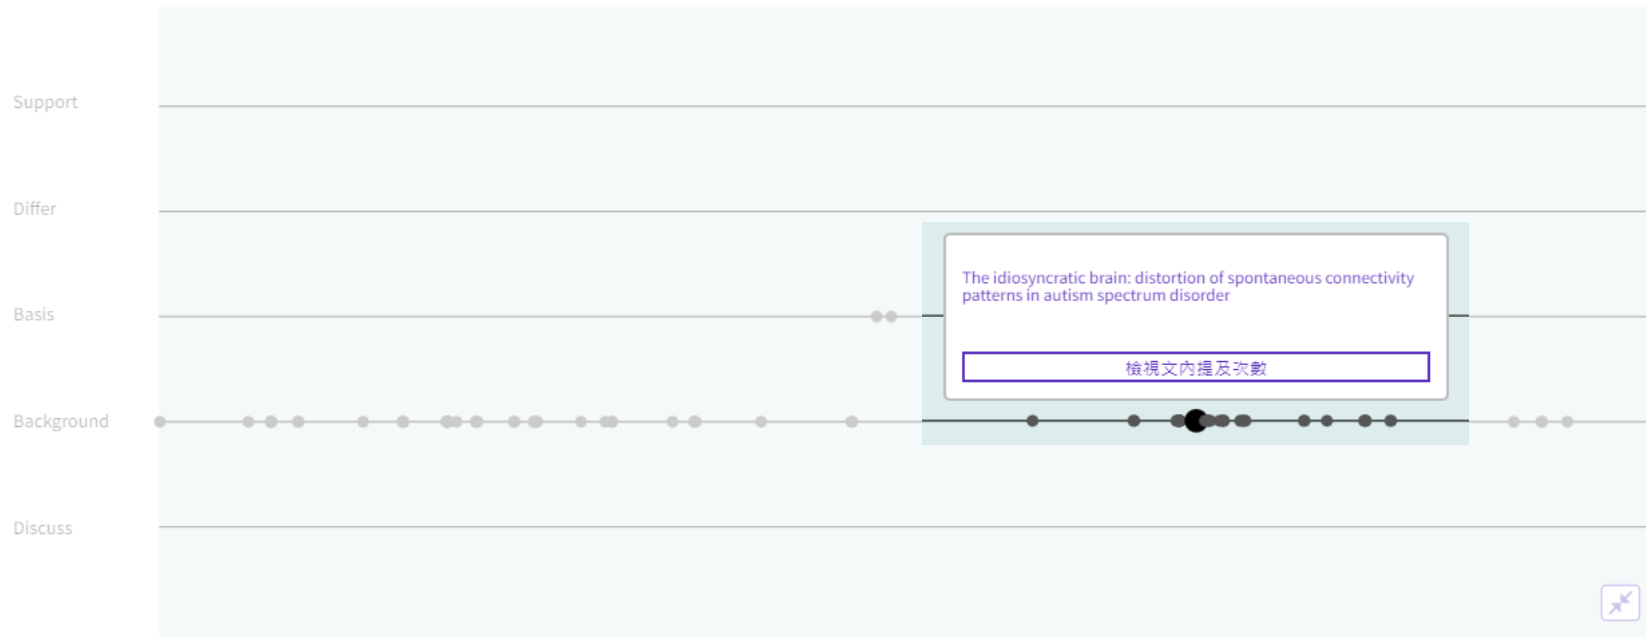 Support
Differ
The idiosyncratic brain: distortion of spontaneous connectivity
patterns in autism spectrum disorder
Basis
檢視文內提及次數
Background
Discuss